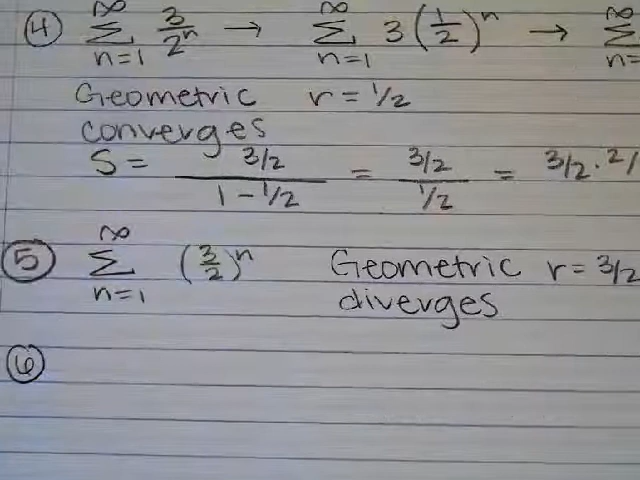 ④ ∞∑n=1 3/2ⁿ → ∞∑n=1 3(1/2)ⁿ → ∞∑n=
Geometric r = 1/2
converges
S = (3/2)/(1 - 1/2) = (3/2)/(1/2) = 3/2 · 2/
⑤ ∞∑n=1 (3/2)ⁿ Geometric r = 3/2
diverges
⑥